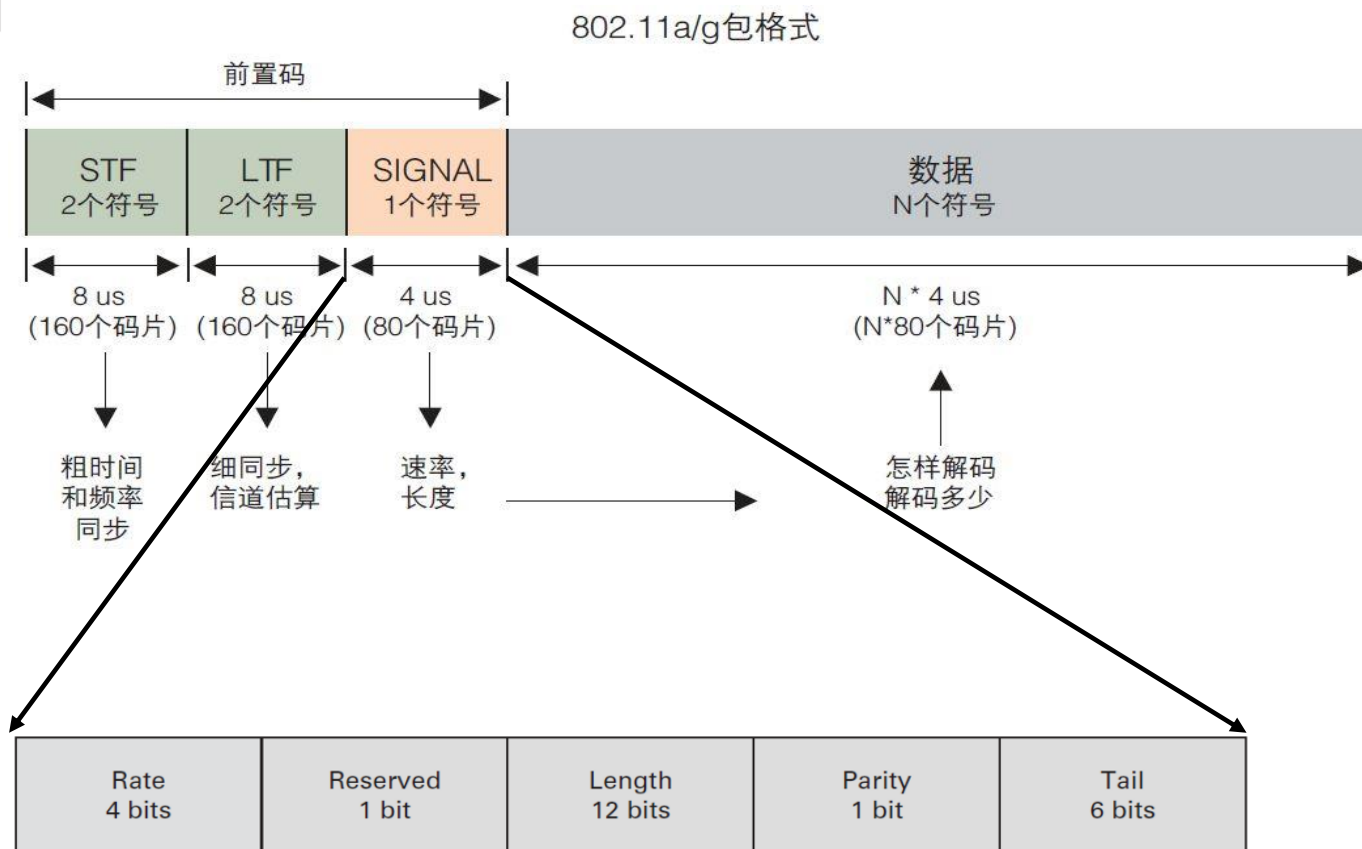 802.11a/g包格式
前置码
STF
2个符号
LTF
2个符号
SIGNAL
1个符号
数据
N个符号
8 us
(160个码片)
8 us
(160个码片)
4 us
(80个码片)
N * 4 us
(N*80个码片)
粗时间
和频率
同步
细同步，
信道估算
速率，
长度
怎样解码
解码多少
Rate
4 bits
Reserved
1 bit
Length
12 bits
Parity
1 bit
Tail
6 bits